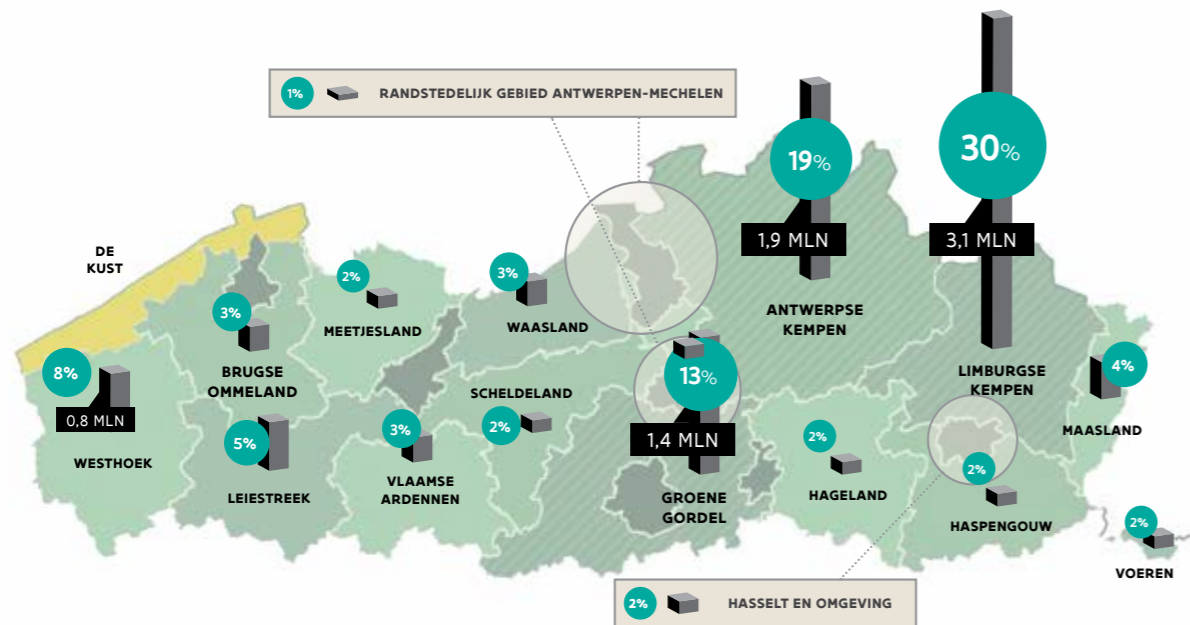 1%
RANDSTEDELIJK GEBIED ANTWERPEN-MECHELEN
19%
1,9 MLN
ANTWERPSE
KEMPEN
30%
3,1 MLN
LIMBURGSE
KEMPEN
DE
KUST
3%
BRUGSE
OMMELAND
2%
MEETJESLAND
3%
WAASLAND
8%
0,8 MLN
WESTHOEK
5%
LEIESTREEK
3%
VLAAMSE
ARDENNEN
SCHELDELAND
2%
13%
1,4 MLN
GROENE
GORDEL
2%
HAGELAND
4%
MAASLAND
2%
HASPENGOUW
2%
VOEREN
2%
HASSELT EN OMGEVING